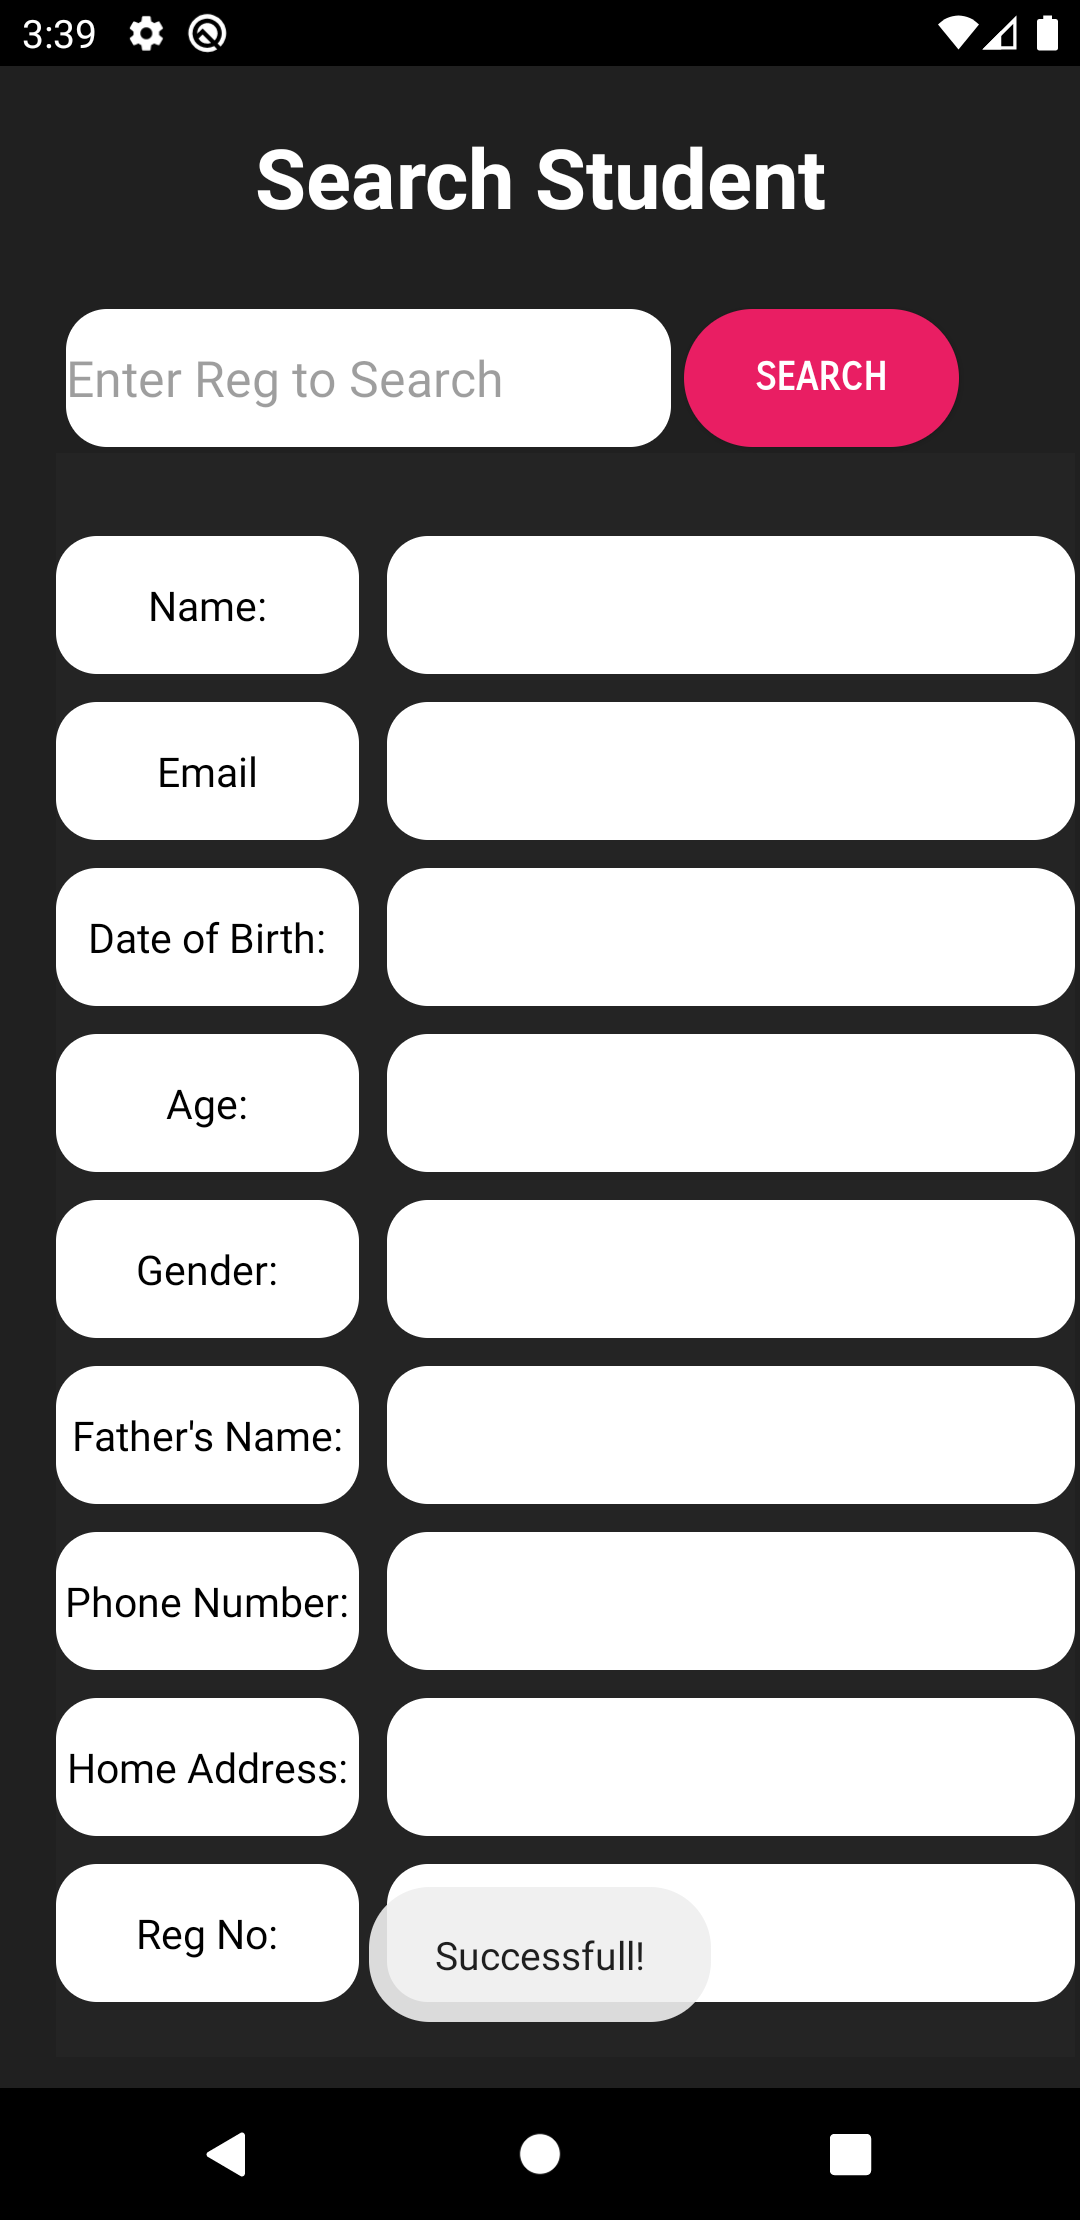 3:39
Search Student
Enter Reg to Search
SEARCH
Name:
Email
Date of Birth:
Age:
Gender:
Father's Name:
Phone Number:
Home Address:
Reg No:
Successfull!